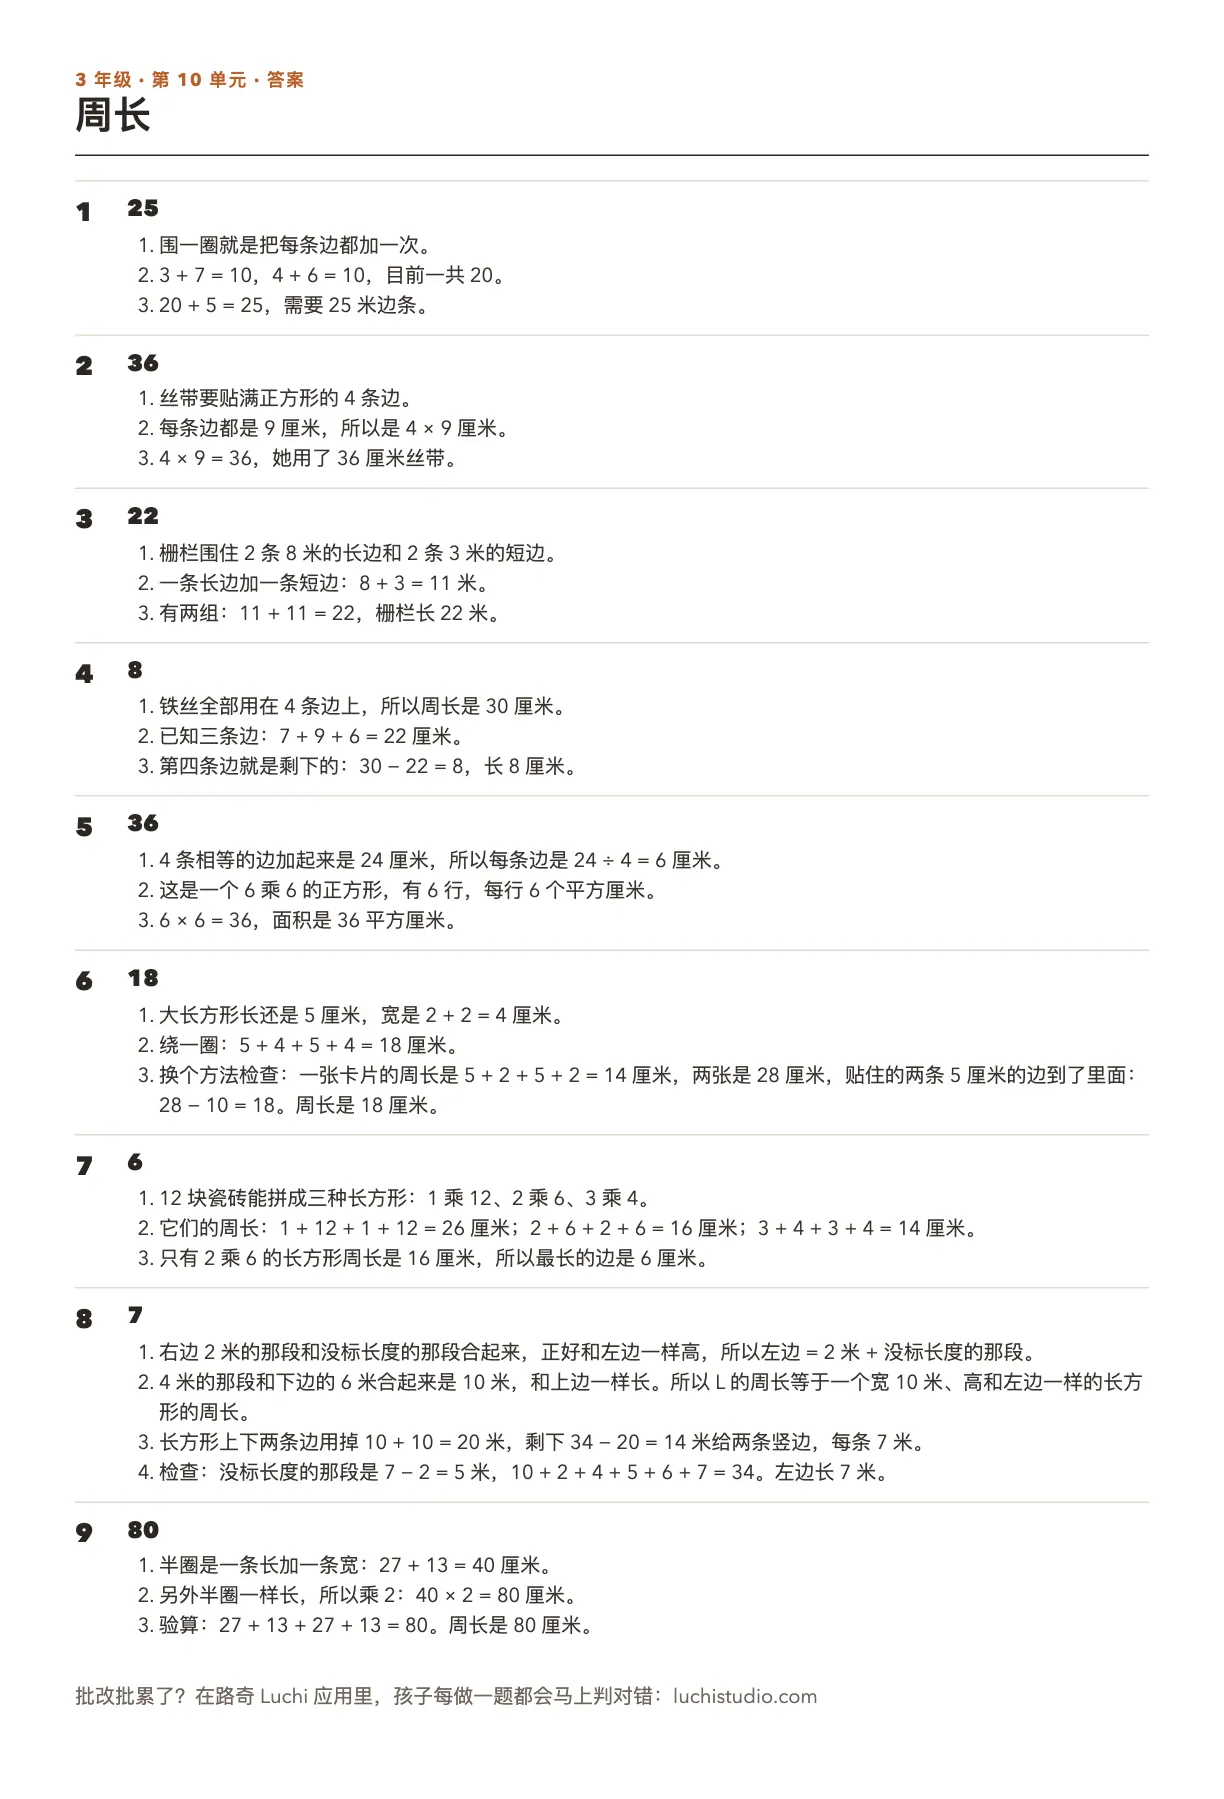 3 年级 · 第 10 单元 · 答案
周长
1 25
1. 围一圈就是把每条边都加一次。
2. 3 + 7 = 10，4 + 6 = 10，目前一共 20。
3. 20 + 5 = 25，需要 25 米边条。
2 36
1. 丝带要贴满正方形的 4 条边。
2. 每条边都是 9 厘米，所以是 4 × 9 厘米。
3. 4 × 9 = 36，她用了 36 厘米丝带。
3 22
1. 栅栏围住 2 条 8 米的长边和 2 条 3 米的短边。
2. 一条长边加一条短边：8 + 3 = 11 米。
3. 有两组：11 + 11 = 22，栅栏长 22 米。
4 8
1. 铁丝全部用在 4 条边上，所以周长是 30 厘米。
2. 已知三条边：7 + 9 + 6 = 22 厘米。
3. 第四条边就是剩下的：30 − 22 = 8，长 8 厘米。
5 36
1. 4 条相等的边加起来是 24 厘米，所以每条边是 24 ÷ 4 = 6 厘米。
2. 这是一个 6 乘 6 的正方形，有 6 行，每行 6 个平方厘米。
3. 6 × 6 = 36，面积是 36 平方厘米。
6 18
1. 大长方形长还是 5 厘米，宽是 2 + 2 = 4 厘米。
2. 绕一圈：5 + 4 + 5 + 4 = 18 厘米。
3. 换个方法检查：一张卡片的周长是 5 + 2 + 5 + 2 = 14 厘米，两张是 28 厘米，贴住的两条 5 厘米的边到了里面：
28 − 10 = 18。周长是 18 厘米。
7 6
1. 12 块瓷砖能拼成三种长方形：1 乘 12、2 乘 6、3 乘 4。
2. 它们的周长：1 + 12 + 1 + 12 = 26 厘米；2 + 6 + 2 + 6 = 16 厘米；3 + 4 + 3 + 4 = 14 厘米。
3. 只有 2 乘 6 的长方形周长是 16 厘米，所以最长的边是 6 厘米。
8 7
1. 右边 2 米的那段和没标长度的那段合起来，正好和左边一样高，所以左边 = 2 米 + 没标长度的那段。
2. 4 米的那段和下边的 6 米合起来是 10 米，和上边一样长。所以 L 的周长等于一个宽 10 米、高和左边一样的长方
形的周长。
3. 长方形上下两条边用掉 10 + 10 = 20 米，剩下 34 − 20 = 14 米给两条竖边，每条 7 米。
4. 检查：没标长度的那段是 7 − 2 = 5 米，10 + 2 + 4 + 5 + 6 + 7 = 34。左边长 7 米。
9 80
1. 半圈是一条长加一条宽：27 + 13 = 40 厘米。
2. 另外半圈一样长，所以乘 2：40 × 2 = 80 厘米。
3. 验算：27 + 13 + 27 + 13 = 80。周长是 80 厘米。
批改批累了？在路奇 Luchi 应用里，孩子每做一题都会马上判对错：luchistudio.com